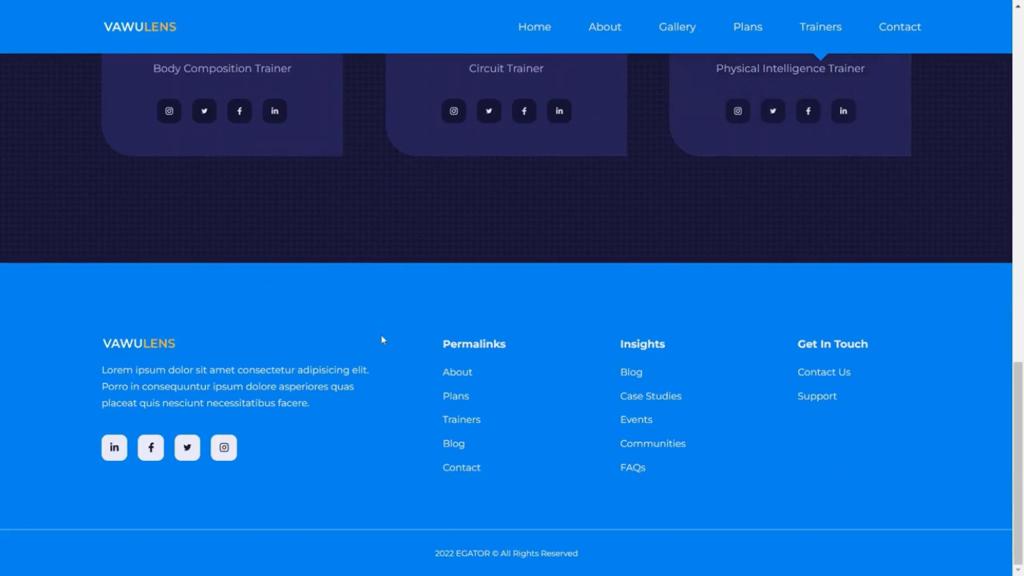 VAWULENS
Home About Gallery Plans Trainers Contact
Body Composition Trainer
Circuit Trainer
Physical Intelligence Trainer
VAWULENS
Lorem ipsum dolor sit amet consectetur adipisicing elit.
Porro in consequuntur ipsum dolore asperiores quas
placeat quis nesciunt necessitatibus facere.
Permalinks
About
Plans
Trainers
Blog
Contact
Insights
Blog
Case Studies
Events
Communities
FAQs
Get In Touch
Contact Us
Support
2022 EGATOR © All Rights Reserved